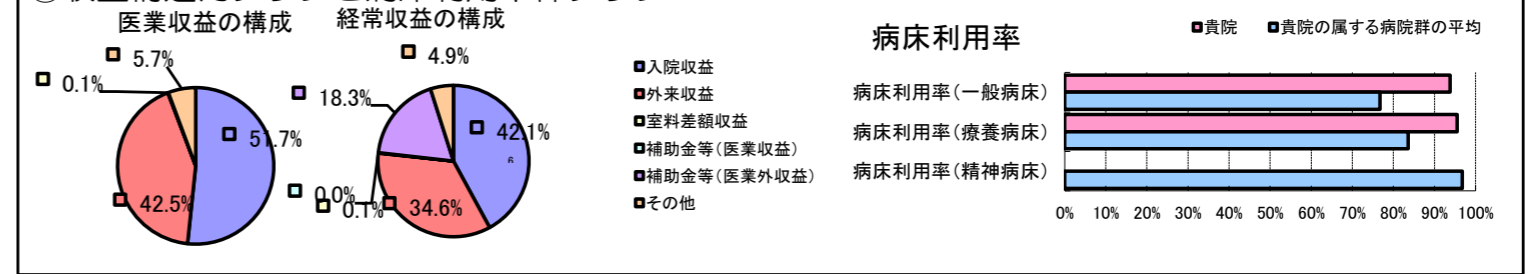 医業収益の構成
5.7%
0.1%
51.7%
42.5%
経常収益の構成
4.9%
18.3%
42.1%
6
0.0%
0.1%
34.6%
入院収益
外来収益
室料差額収益
補助金等(医業収益)
補助金等(医業外収益)
その他
病床利用率
貴院
貴院の属する病院群の平均
病床利用率(一般病床)
病床利用率(療養病床)
病床利用率(精神病床)
0% 10% 20% 30% 40% 50% 60% 70% 80% 90% 100%